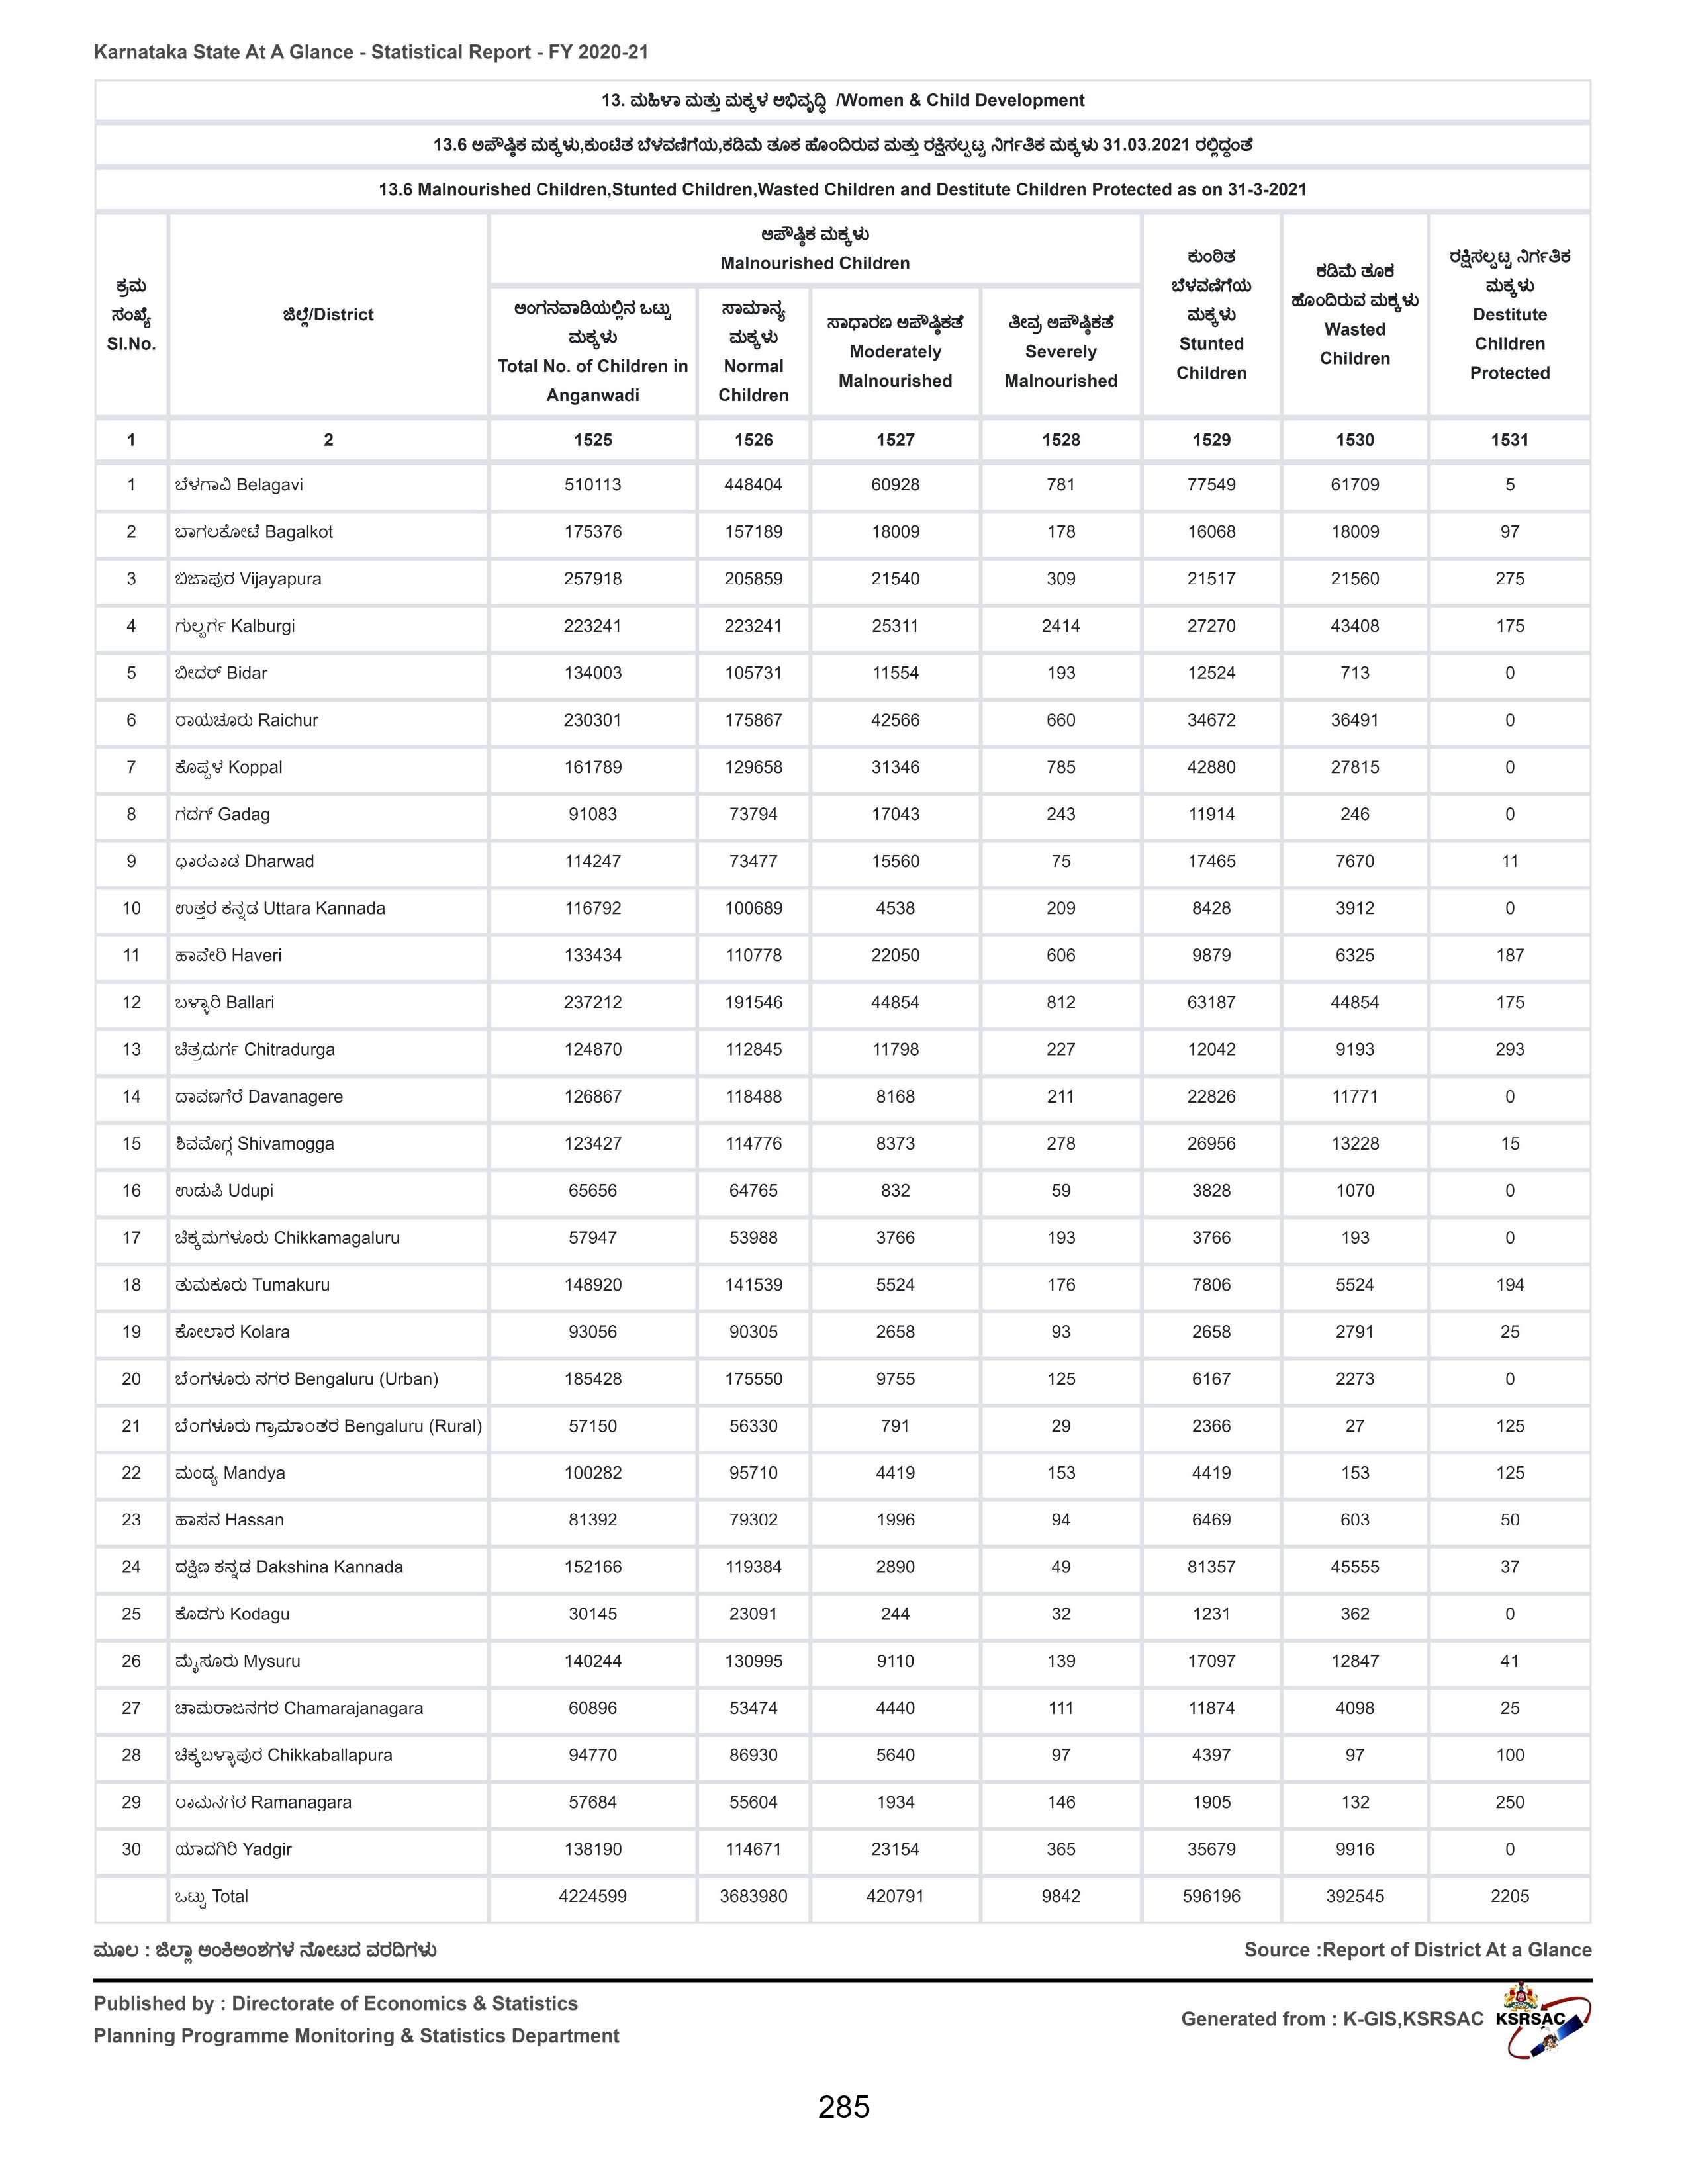 Karnataka State At A Glance - Statistical Report - FY 2020-21
13. ಮಹಿಳಾ ಮತ್ತು ಮಕ್ಕಳ ಅಭಿವೃದ್ಧಿ /Women & Child Development
13.6 ಅಪೌಷ್ಠಿಕ ಮಕ್ಕಳು,ಕುಂಟಿತ ಬೆಳವಣಿಗೆಯ,ಕಡಿಮೆ ತೂಕ ಹೊಂದಿರುವ ಮತ್ತು ರಕ್ಷಿಸಲ್ಪಟ್ಟ ನಿರ್ಗತಿಕ ಮಕ್ಕಳು 31.03.2021 ರಲ್ಲಿದ್ದಂತೆ
13.6 Malnourished Children,Stunted Children,Wasted Children and Destitute Children Protected as on 31-3-2021
ಕ್ರಮ
ಸಂಖ್ಯೆ
Sl.No.
ಜಿಲ್ಲೆ/District
ಅಪೌಷ್ಠಿಕ ಮಕ್ಕಳು
Malnourished Children
ಅಂಗನವಾಡಿಯಲ್ಲಿನ ಒಟ್ಟು
ಮಕ್ಕಳು
Total No. of Children in
Anganwadi
ಸಾಮಾನ್ಯ
ಮಕ್ಕಳು
Normal
Children
ಸಾಧಾರಣ ಅಪೌಷ್ಠಿಕತೆ
Moderately
Malnourished
ತೀವ್ರ ಅಪೌಷ್ಠಿಕತೆ
Severely
Malnourished
ಕುಂಠಿತ
ಬೆಳವಣಿಗೆಯ
ಮಕ್ಕಳು
Stunted
Children
ಕಡಿಮೆ ತೂಕ
ಹೊಂದಿರುವ ಮಕ್ಕಳು
Wasted
Children
ರಕ್ಷಿಸಲ್ಪಟ್ಟ ನಿರ್ಗತಿಕ
ಮಕ್ಕಳು
Destitute
Children
Protected
1 2 1525 1526 1527 1528 1529 1530 1531
1 ಬೆಳಗಾವಿ Belagavi 510113 448404 60928 781 77549 61709 5
2 ಬಾಗಲಕೋಟೆ Bagalkot 175376 157189 18009 178 16068 18009 97
3 ಬಿಜಾಪುರ Vijayapura 257918 205859 21540 309 21517 21560 275
4 ಗುಲ್ಬರ್ಗ Kalburgi 223241 223241 25311 2414 27270 43408 175
5 ಬೀದರ್ Bidar 134003 105731 11554 193 12524 713 0
6 ರಾಯಚೂರು Raichur 230301 175867 42566 660 34672 36491 0
7 ಕೊಪ್ಪಳ Koppal 161789 129658 31346 785 42880 27815 0
8 ಗದಗ್ Gadag 91083 73794 17043 243 11914 246 0
9 ಧಾರವಾಡ Dharwad 114247 73477 15560 75 17465 7670 11
10 ಉತ್ತರ ಕನ್ನಡ Uttara Kannada 116792 100689 4538 209 8428 3912 0
11 ಹಾವೇರಿ Haveri 133434 110778 22050 606 9879 6325 187
12 ಬಳ್ಳಾರಿ Ballari 237212 191546 44854 812 63187 44854 175
13 ಚಿತ್ರದುರ್ಗ Chitradurga 124870 112845 11798 227 12042 9193 293
14 ದಾವಣಗೆರೆ Davanagere 126867 118488 8168 211 22826 11771 0
15 ಶಿವಮೊಗ್ಗ Shivamogga 123427 114776 8373 278 26956 13228 15
16 ಉಡುಪಿ Udupi 65656 64765 832 59 3828 1070 0
17 ಚಿಕ್ಕಮಗಳೂರು Chikkamagaluru 57947 53988 3766 193 3766 193 0
18 ತುಮಕೂರು Tumakuru 148920 141539 5524 176 7806 5524 194
19 ಕೋಲಾರ Kolara 93056 90305 2658 93 2658 2791 25
20 ಬೆಂಗಳೂರು ನಗರ Bengaluru (Urban) 185428 175550 9755 125 6167 2273 0
21 ಬೆಂಗಳೂರು ಗ್ರಾಮಾಂತರ Bengaluru (Rural) 57150 56330 791 29 2366 27 125
22 ಮಂಡ್ಯ Mandya 100282 95710 4419 153 4419 153 125
23 ಹಾಸನ Hassan 81392 79302 1996 94 6469 603 50
24 ದಕ್ಷಿಣ ಕನ್ನಡ Dakshina Kannada 152166 119384 2890 49 81357 45555 37
25 ಕೊಡಗು Kodagu 30145 23091 244 32 1231 362 0
26 ಮೈಸೂರು Mysuru 140244 130995 9110 139 17097 12847 41
27 ಚಾಮರಾಜನಗರ Chamarajanagara 60896 53474 4440 111 11874 4098 25
28 ಚಿಕ್ಕಬಳ್ಳಾಪುರ Chikkaballapura 94770 86930 5640 97 4397 97 100
29 ರಾಮನಗರ Ramanagara 57684 55604 1934 146 1905 132 250
30 ಯಾದಗಿರಿ Yadgir 138190 114671 23154 365 35679 9916 0
ಒಟ್ಟು Total 4224599 3683980 420791 9842 596196 392545 2205
ಮೂಲ : ಜಿಲ್ಲಾ ಅಂಕಿಅಂಶಗಳ ನೋಟದ ವರದಿಗಳು
Source :Report of District At a Glance
Published by : Directorate of Economics & Statistics
Planning Programme Monitoring & Statistics Department
Generated from : K-GIS,KSRSAC
KSRSAC
285